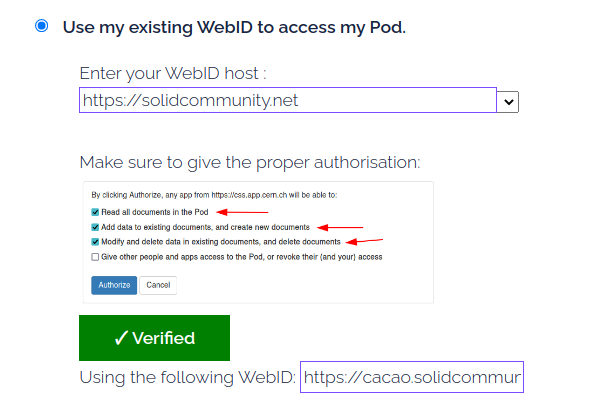 Use my existing WebID to access my Pod.
Enter your WebID host :
https://solidcommunity.net
Make sure to give the proper authorisation:
By clicking Authorize, any app from https://css.app.cern.ch will be able to:
Read all documents in the Pod
Add data to existing documents, and create new documents
Modify and delete data in existing documents, and delete documents
Give other people and apps access to the Pod, or revoke their (and your) access
Authorize Cancel
✓ Verified
Using the following WebID: https://cacao.solidcommur